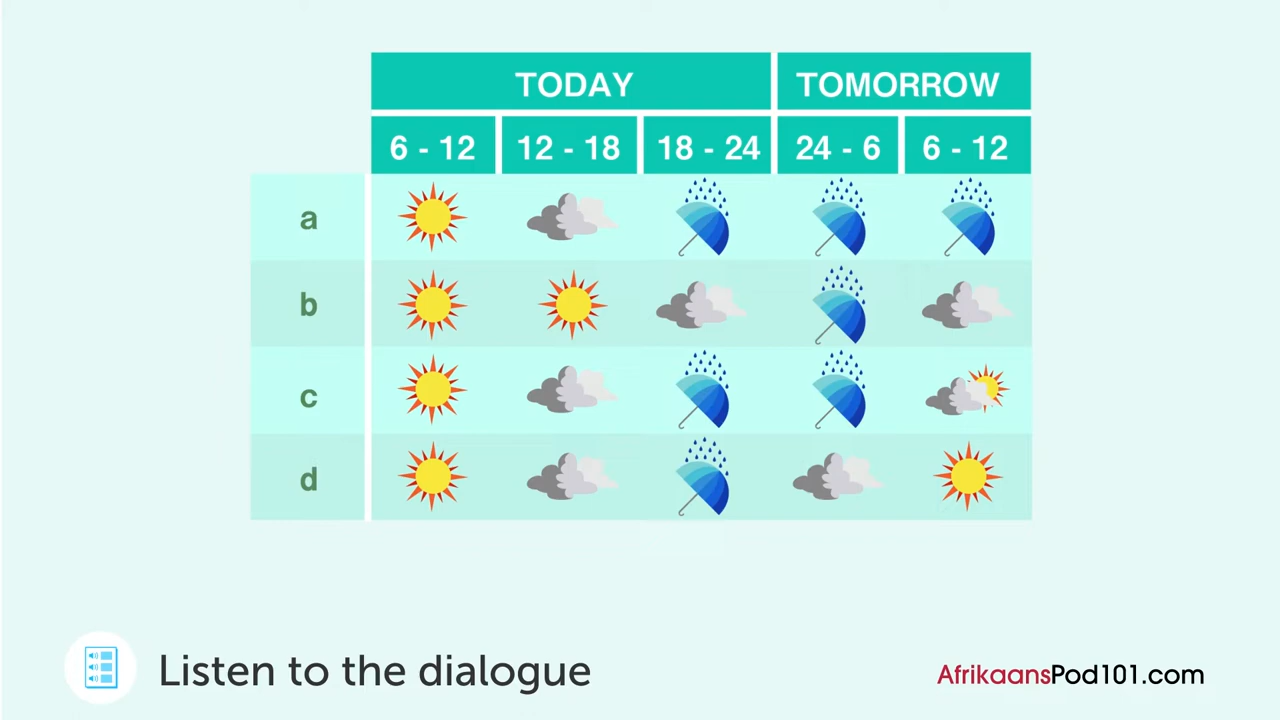 TODAY TOMORROW
6 - 12 12 - 18 18 - 24 24 - 6 6 - 12
a
b
c
d
Listen to the dialogue
AfrikaansPod101.com